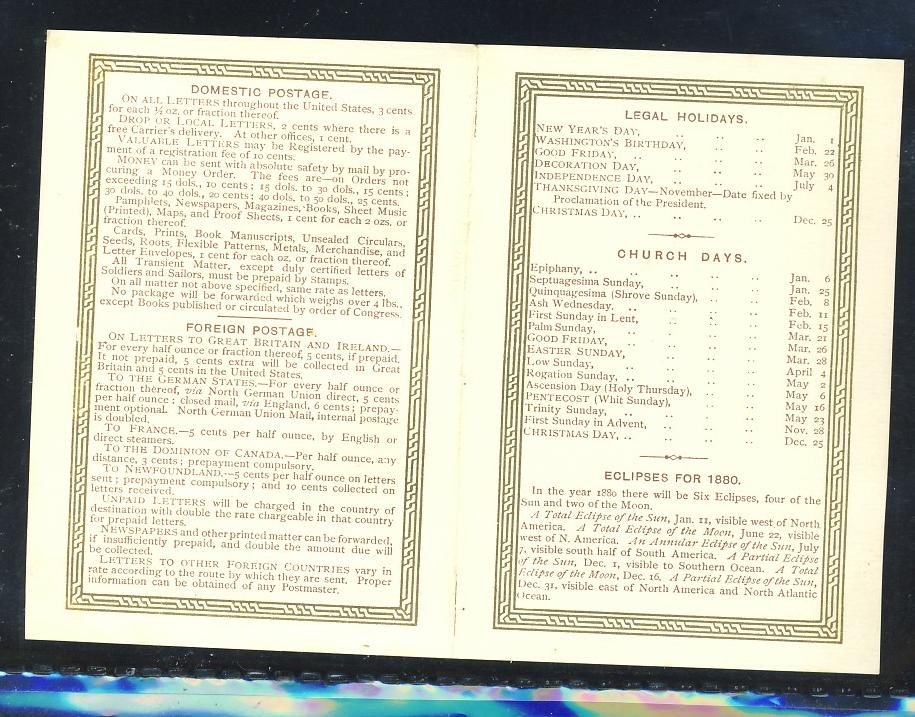 DOMESTIC POSTAGE.
ON ALL LETTERS throughout the United States, 3 cents
for each ½ oz. or fraction thereof.
DROP OR LOCAL LETTERS, 2 cents where there is a
free Carrier's delivery. At other offices, 1 cent.
VALUABLE LETTERS may be Registered by the pay-
ment of a registration fee of 10 cents.
MONEY can be sent with absolute safety by mail by pro-
curing a Money Order. The fees are—on Orders not
exceeding 15 dols., 10 cents; 15 dols. to 30 dols., 15 cents;
30 dols. to 40 dols., 20 cents; 40 dols. to 50 dols., 25 cents.
Pamphlets, Newspapers, Magazines, Books, Sheet Music
(Printed), Maps, and Proof Sheets, 1 cent for each 2 ozs. or
fraction thereof.
Cards, Prints, Book Manuscripts, Unsealed Circulars,
Seeds, Roots, Flexible Patterns, Metals, Merchandise, and
Letter Envelopes, 1 cent for each oz. or fraction thereof.
All Transient Matter, except duly certified letters of
Soldiers and Sailors, must be prepaid by Stamps.
On all matter not above specified, same rate as letters.
No package will be forwarded which weighs over 4 lbs.,
except Books published or circulated by order of Congress.
FOREIGN POSTAGE.
ON LETTERS TO GREAT BRITAIN AND IRELAND.—
For every half ounce or fraction thereof, 5 cents, if prepaid.
It not prepaid, 5 cents extra will be collected in Great
Britain and 5 cents in the United States.
TO THE GERMAN STATES.—For every half ounce or
fraction thereof, via North German Union direct, 5 cents
per half ounce; closed mail, via England, 6 cents; prepay-
ment optional. North German Union Mail, internal postage
is doubled.
TO FRANCE.—5 cents per half ounce, by English or
direct steamers.
TO THE DOMINION OF CANADA.—Per half ounce, any
distance, 3 cents; prepayment compulsory.
TO NEWFOUNDLAND.—5 cents per half ounce on letters
sent; prepayment compulsory; and 10 cents collected on
letters received.
UNPAID LETTERS will be charged in the country of
destination with double the rate chargeable in that country
for prepaid letters.
NEWSPAPERS and other printed matter can be forwarded,
if insufficiently prepaid, and double the amount due will
be collected.
LETTERS TO OTHER FOREIGN COUNTRIES vary in
rate according to the route by which they are sent. Proper
information can be obtained of any Postmaster.
LEGAL HOLIDAYS.
NEW YEAR'S DAY, .. .. .. Jan. 1
WASHINGTON'S BIRTHDAY, .. .. Feb. 22
GOOD FRIDAY, .. .. .. Mar. 26
DECORATION DAY, .. .. .. May 30
INDEPENDENCE DAY, .. .. .. July 4
THANKSGIVING DAY—November—Date fixed by
Proclamation of the President.
CHRISTMAS DAY, .. .. .. .. Dec. 25
CHURCH DAYS.
Epiphany, .. .. .. .. .. Jan. 6
Septuagesima Sunday, .. .. .. Jan. 25
Quinquagesima (Shrove Sunday), .. .. Feb. 8
Ash Wednesday, .. .. .. .. Feb. 11
First Sunday in Lent, .. .. .. Feb. 15
Palm Sunday, .. .. .. .. Mar. 21
GOOD FRIDAY, .. .. .. .. Mar. 26
EASTER SUNDAY, .. .. .. Mar. 28
Low Sunday, .. .. .. .. April 4
Rogation Sunday, .. .. .. .. May 2
Ascension Day (Holy Thursday), .. .. May 6
PENTECOST (Whit Sunday), .. .. May 16
Trinity Sunday, .. .. .. .. May 23
First Sunday in Advent, .. .. .. Nov. 28
CHRISTMAS DAY, .. .. .. .. Dec. 25
ECLIPSES FOR 1880.
In the year 1880 there will be Six Eclipses, four of the
Sun and two of the Moon.
A Total Eclipse of the Sun, Jan. 11, visible west of North
America. A Total Eclipse of the Moon, June 22, visible
west of N. America. An Annular Eclipse of the Sun, July
7, visible south half of South America. A Partial Eclipse
of the Sun, Dec. 1, visible to Southern Ocean. A Total
Eclipse of the Moon, Dec. 16. A Partial Eclipse of the Sun,
Dec. 31, visible east of North America and North Atlantic
Ocean.